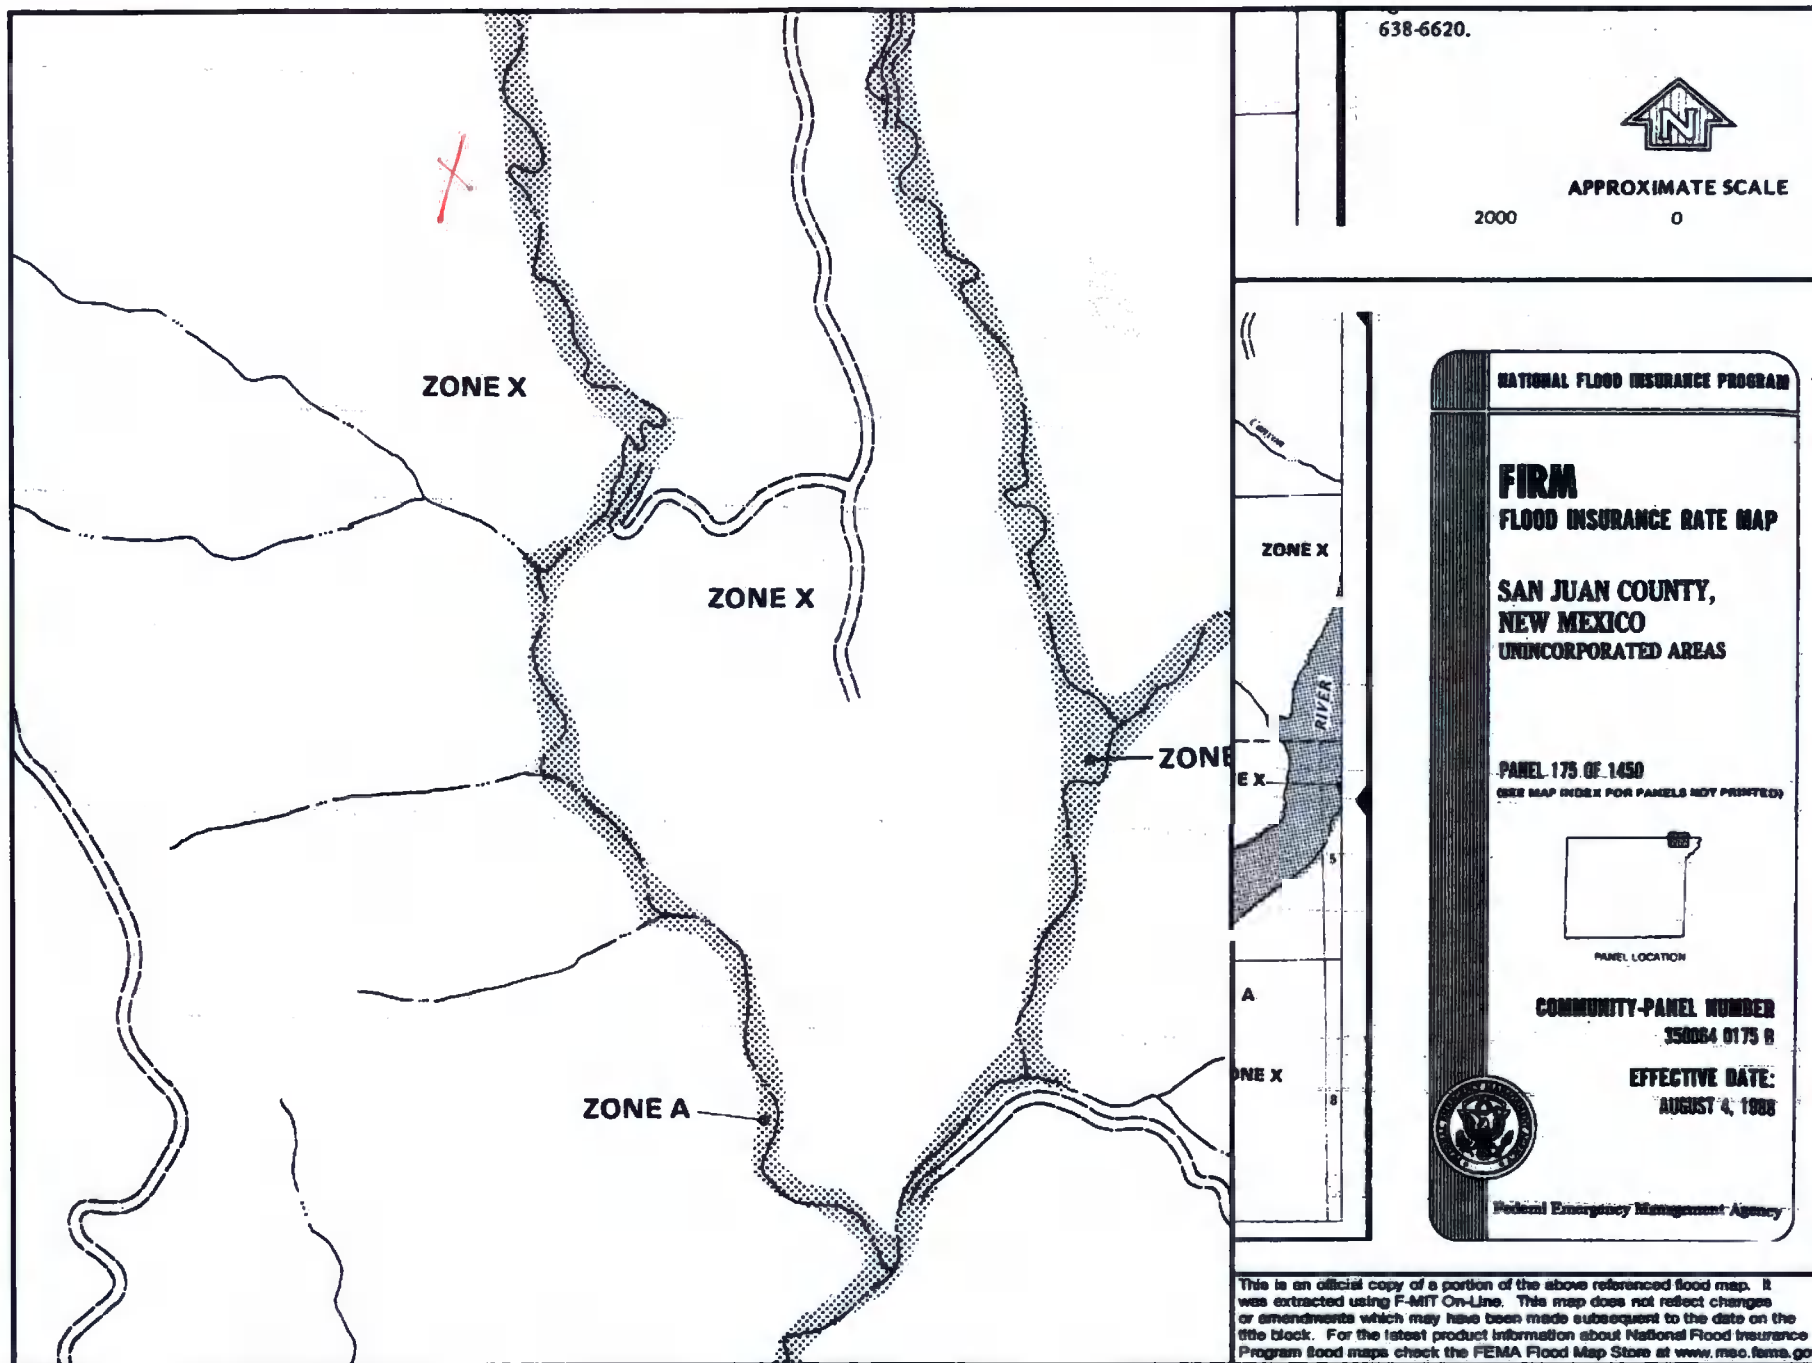 638-6620.
N
APPROXIMATE SCALE
2000 0
ZONE X
ZONE X
ZONE
ZONE A
Canyon
ZONE X
RIVER
E X
5
A
ONE X
8
NATIONAL FLOOD INSURANCE PROGRAM
FIRM
FLOOD INSURANCE RATE MAP
SAN JUAN COUNTY,
NEW MEXICO
UNINCORPORATED AREAS
PANEL 175 OF 1450
(SEE MAP INDEX FOR PANELS NOT PRINTED)
PANEL LOCATION
COMMUNITY-PANEL NUMBER
350064 0175 B
EFFECTIVE DATE:
AUGUST 4, 1988
Federal Emergency Management Agency
This is an official copy of a portion of the above referenced flood map. It
was extracted using F-MIT On-Line. This map does not reflect changes
or amendments which may have been made subsequent to the date on the
title block. For the latest product information about National Flood Insurance
Program flood maps check the FEMA Flood Map Store at www.msc.fema.go